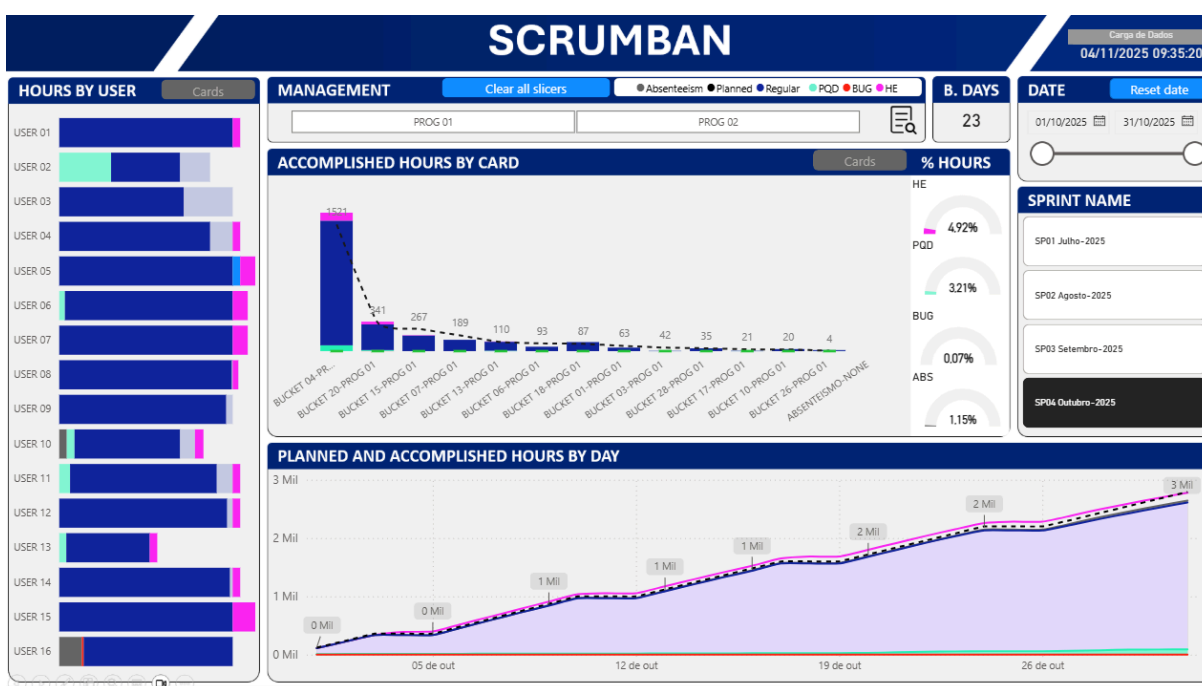 SCRUMBAN
Carga de Dados
04/11/2025 09:35:20
HOURS BY USER
Cards
USER 01
USER 02
USER 03
USER 04
USER 05
USER 06
USER 07
USER 08
USER 09
USER 10
USER 11
USER 12
USER 13
USER 14
USER 15
USER 16
MANAGEMENT
Clear all slicers
Absenteeism Planned Regular PQD BUG HE
PROG 01
PROG 02
B. DAYS
23
DATE
Reset date
01/10/2025
31/10/2025
ACCOMPLISHED HOURS BY CARD
Cards
1521
341
267
189
110
93
87
63
42
35
21
20
4
BUCKET 04-PR...
BUCKET 20-PROG 01
BUCKET 15-PROG 01
BUCKET 07-PROG 01
BUCKET 13-PROG 01
BUCKET 06-PROG 01
BUCKET 18-PROG 01
BUCKET 01-PROG 01
BUCKET 03-PROG 01
BUCKET 28-PROG 01
BUCKET 17-PROG 01
BUCKET 10-PROG 01
BUCKET 26-PROG 01
ABSENTEISMO-NONE
% HOURS
HE
4,92%
PQD
3,21%
BUG
0,07%
ABS
1,15%
SPRINT NAME
SP01 Julho-2025
SP02 Agosto-2025
SP03 Setembro-2025
SP04 Outubro-2025
PLANNED AND ACCOMPLISHED HOURS BY DAY
3 Mil
2 Mil
1 Mil
0 Mil
0 Mil
0 Mil
1 Mil
1 Mil
1 Mil
2 Mil
2 Mil
3 Mil
05 de out
12 de out
19 de out
26 de out